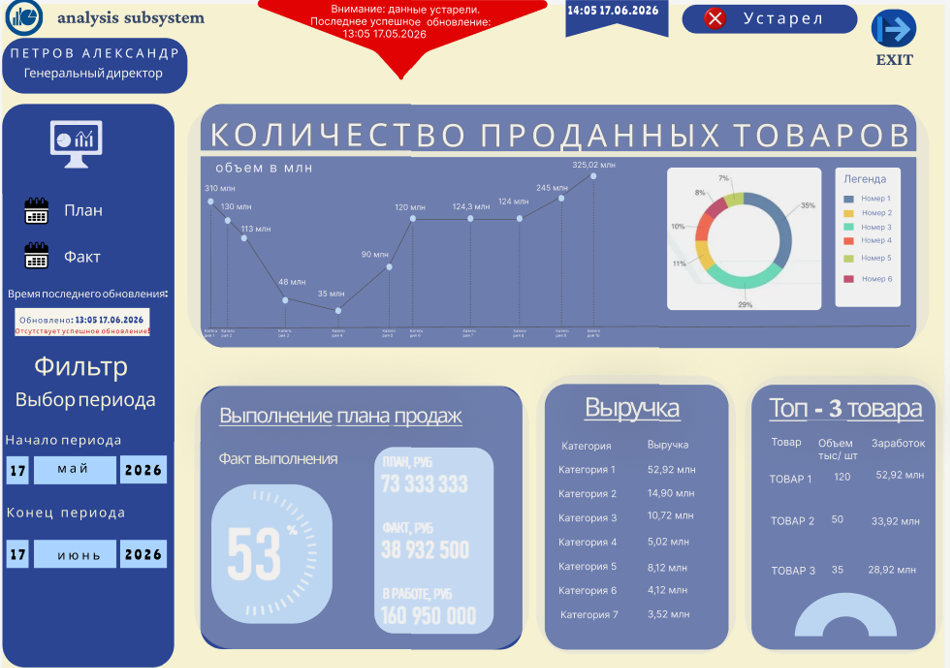 analysis subsystem
Внимание: данные устарели.
Последнее успешное обновление:
13:05 17.05.2026
14:05 17.06.2026
Устарел
EXIT
ПЕТРОВ АЛЕКСАНДР
Генеральный директор
План
Факт
Время последнего обновления:
Обновлено: 13:05 17.06.2026
Отсутствует успешное обновление!
Фильтр
Выбор периода
Начало периода
17 май 2026
Конец периода
17 июнь 2026
КОЛИЧЕСТВО ПРОДАННЫХ ТОВАРОВ
объем в млн
310 млн
130 млн
113 млн
48 млн
35 млн
90 млн
120 млн
124,3 млн
124 млн
245 млн
325,02 млн
7%
8%
10%
11%
29%
35%
Легенда
Номер 1
Номер 2
Номер 3
Номер 4
Номер 5
Номер 6
Выполнение плана продаж
Факт выполнения
53 %
ПЛАН, РУБ
73 333 333
ФАКТ, РУБ
38 932 500
В РАБОТЕ, РУБ
160 950 000
Выручка
Категория Выручка
Категория 1 52,92 млн
Категория 2 14,90 млн
Категория 3 10,72 млн
Категория 4 5,02 млн
Категория 5 8,12 млн
Категория 6 4,12 млн
Категория 7 3,52 млн
Топ - 3 товара
Товар Объем тыс/ шт Заработок
ТОВАР 1 120 52,92 млн
ТОВАР 2 50 33,92 млн
ТОВАР 3 35 28,92 млн